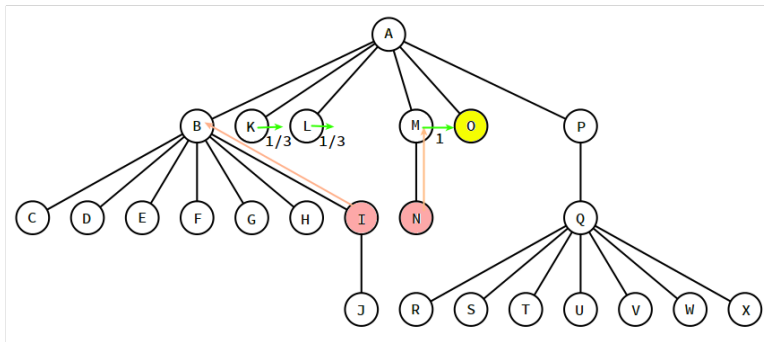 A
B K L M O P
1/3 1/3 1
C D E F G H I N Q
J R S T U V W X